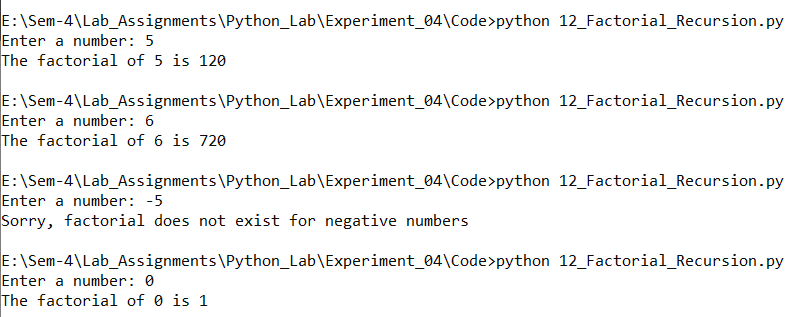 E:\Sem-4\Lab_Assignments\Python_Lab\Experiment_04\Code>python 12_Factorial_Recursion.py
Enter a number: 5
The factorial of 5 is 120
E:\Sem-4\Lab_Assignments\Python_Lab\Experiment_04\Code>python 12_Factorial_Recursion.py
Enter a number: 6
The factorial of 6 is 720
E:\Sem-4\Lab_Assignments\Python_Lab\Experiment_04\Code>python 12_Factorial_Recursion.py
Enter a number: -5
Sorry, factorial does not exist for negative numbers
E:\Sem-4\Lab_Assignments\Python_Lab\Experiment_04\Code>python 12_Factorial_Recursion.py
Enter a number: 0
The factorial of 0 is 1